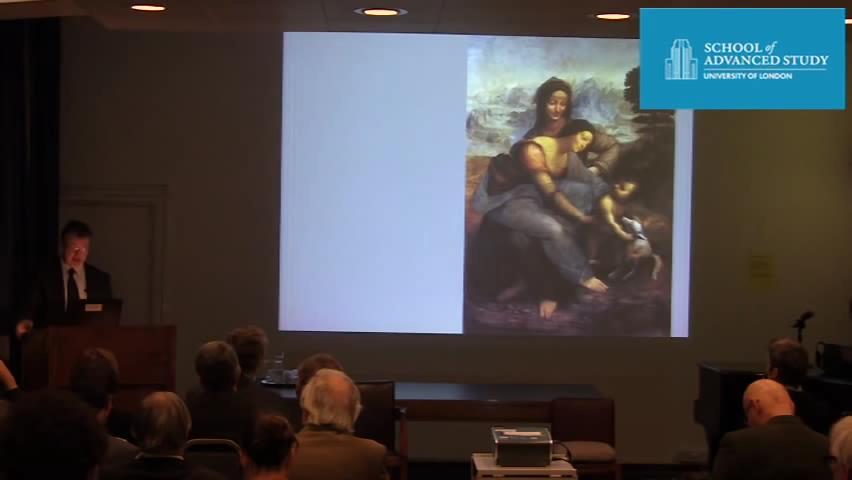 SCHOOL of
ADVANCED STUDY
UNIVERSITY OF LONDON